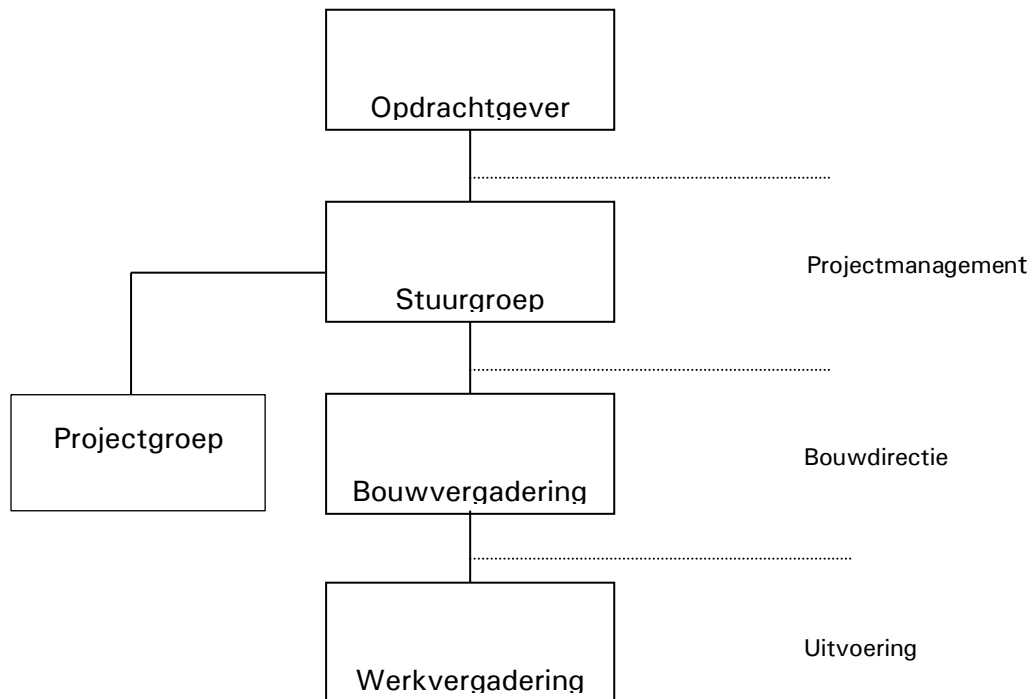 Opdrachtgever
Projectmanagement
Stuurgroep
Projectgroep
Bouwdirectie
Bouwvergadering
Uitvoering
Werkvergadering